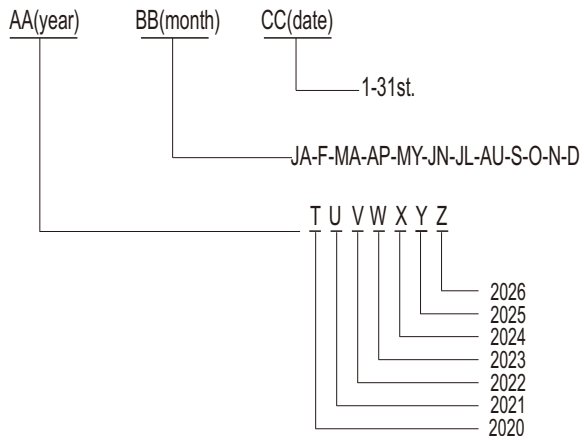 AA(year) BB(month) CC(date)
1-31st.
JA-F-MA-AP-MY-JN-JL-AU-S-O-N-D
T U V W X Y Z
2026
2025
2024
2023
2022
2021
2020